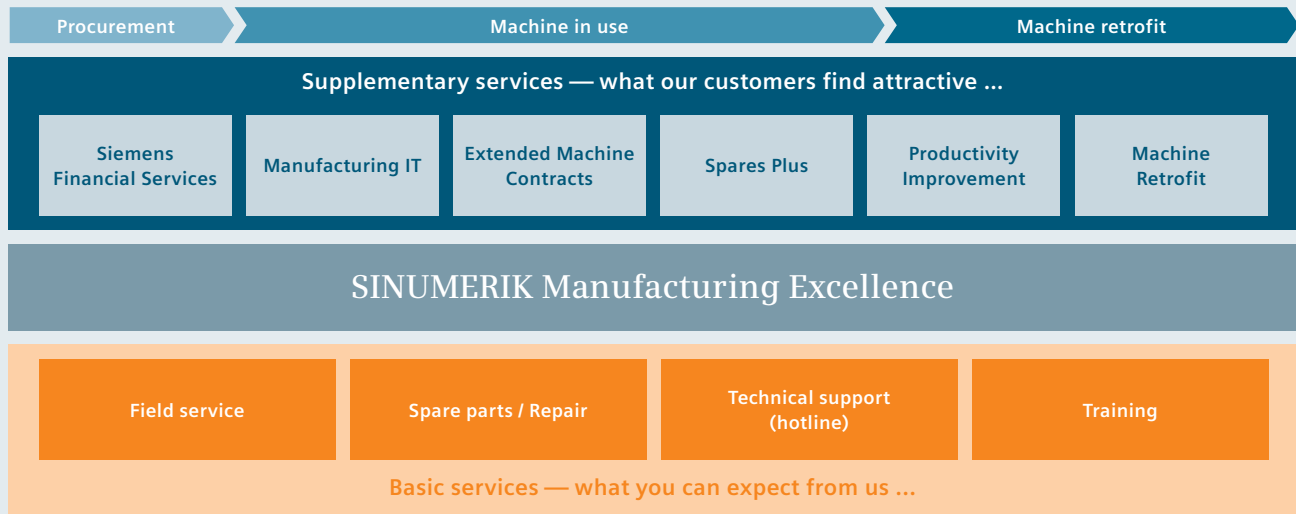 Procurement
Machine in use
Machine retrofit
Supplementary services — what our customers find attractive ...
Siemens
Financial Services
Manufacturing IT
Extended Machine
Contracts
Spares Plus
Productivity
Improvement
Machine
Retrofit
SINUMERIK Manufacturing Excellence
Field service
Spare parts / Repair
Technical support
(hotline)
Training
Basic services — what you can expect from us ...